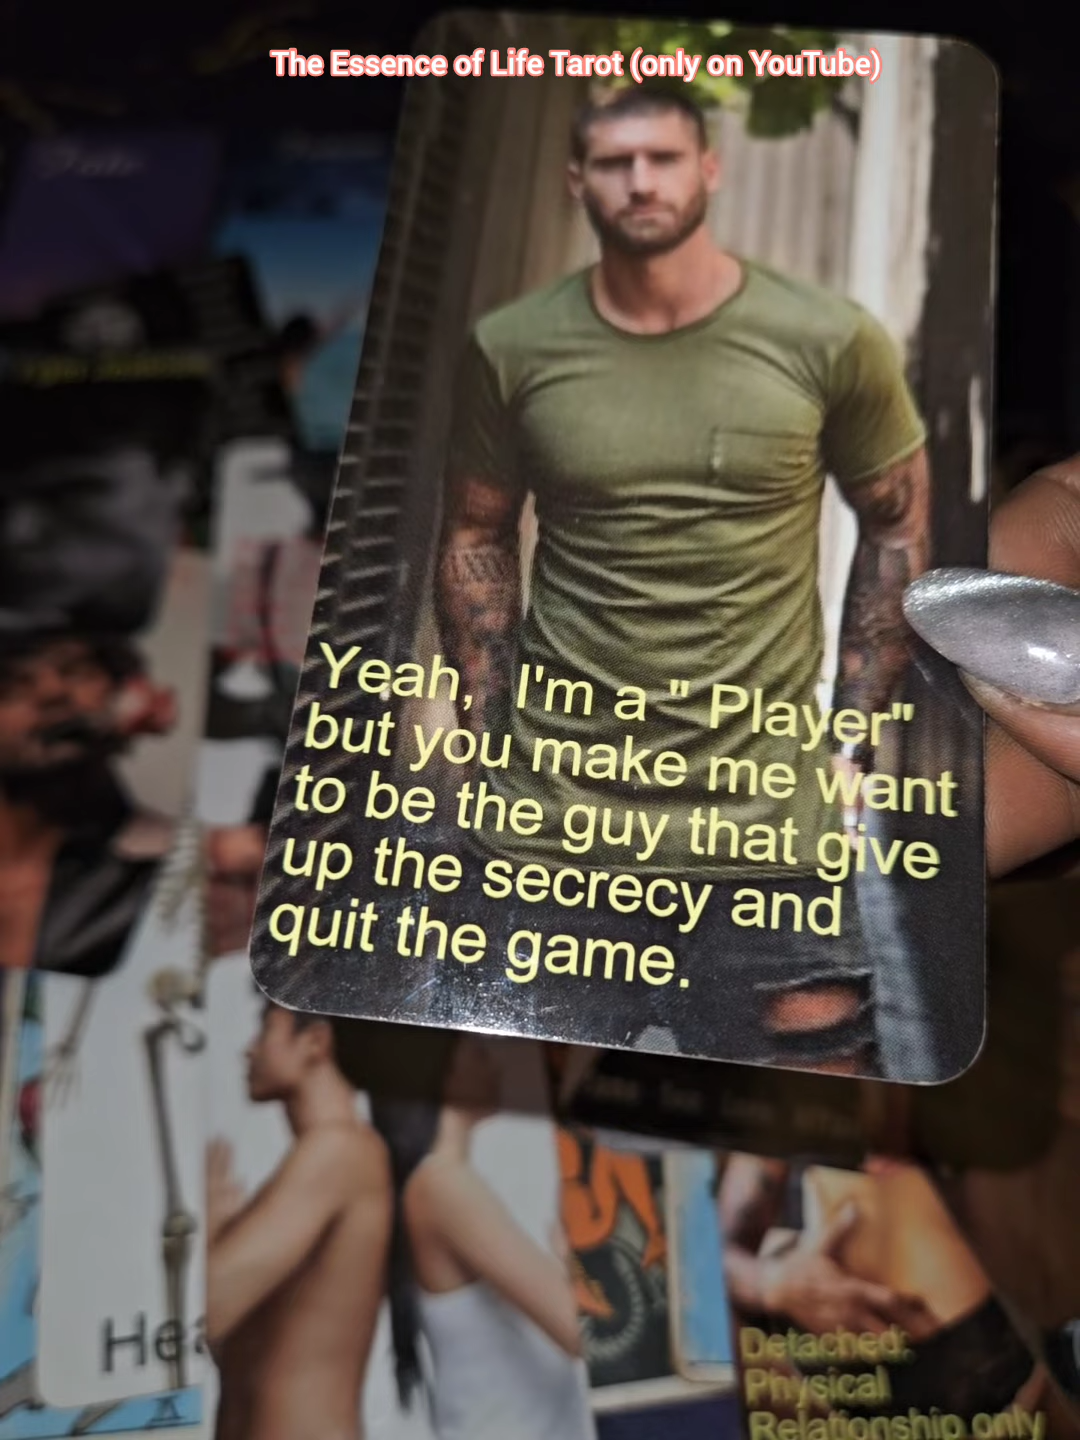 The Essence of Life Tarot (only on YouTube)
Yeah, I'm a " Player"
but you make me want
to be the guy that give
up the secrecy and
quit the game.
Detached:
Physical
Relationship only